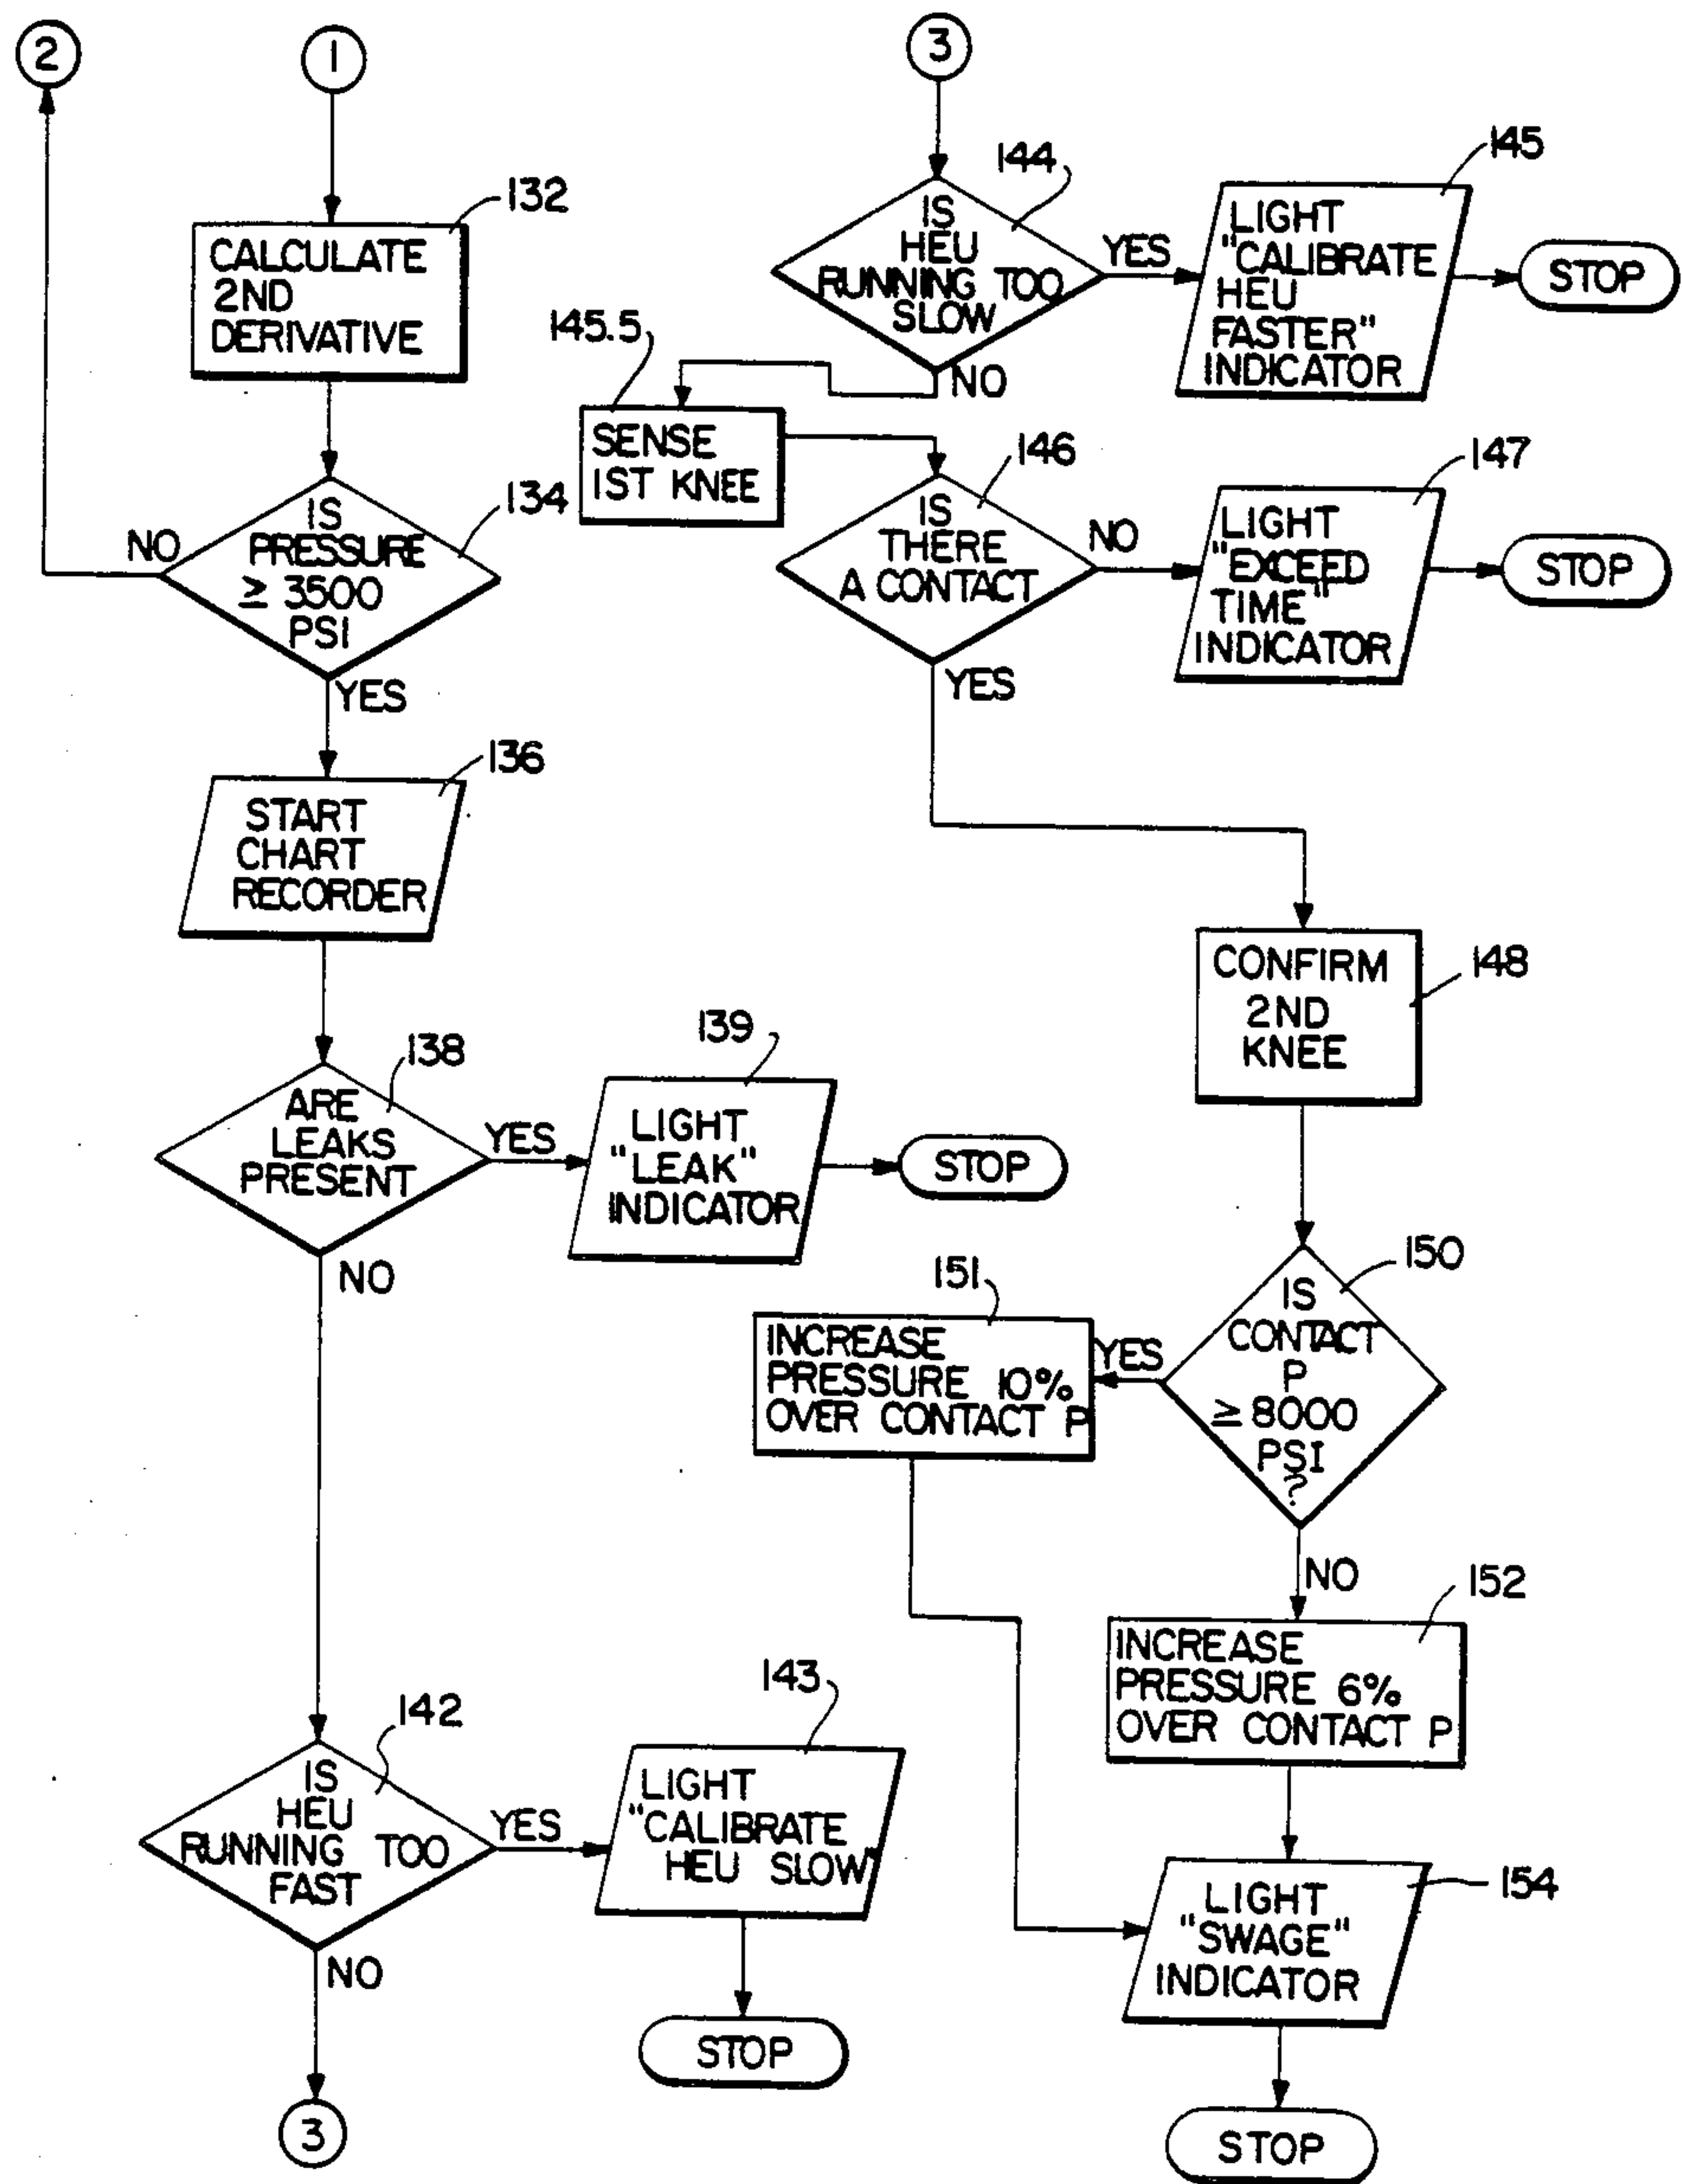 2
1
132
CALCULATE
2ND
DERIVATIVE
134
IS
PRESSURE
≥ 3500
PSI
NO
YES
136
START
CHART
RECORDER
138
ARE
LEAKS
PRESENT
YES
139
LIGHT
"LEAK"
INDICATOR
STOP
NO
142
IS
HEU
RUNNING TOO
FAST
YES
143
LIGHT
"CALIBRATE
HEU SLOW"
STOP
NO
3
3
144
IS
HEU
RUNNING TOO
SLOW
YES
145
LIGHT
"CALIBRATE
HEU
FASTER"
INDICATOR
STOP
NO
145.5
SENSE
1ST KNEE
146
IS
THERE
A CONTACT
NO
147
LIGHT
"EXCEED
TIME"
INDICATOR
STOP
YES
148
CONFIRM
2ND
KNEE
150
IS
CONTACT
P
≥ 8000
PSI
?
YES
151
INCREASE
PRESSURE 10%
OVER CONTACT P
NO
152
INCREASE
PRESSURE 6%
OVER CONTACT P
154
LIGHT
"SWAGE"
INDICATOR
STOP